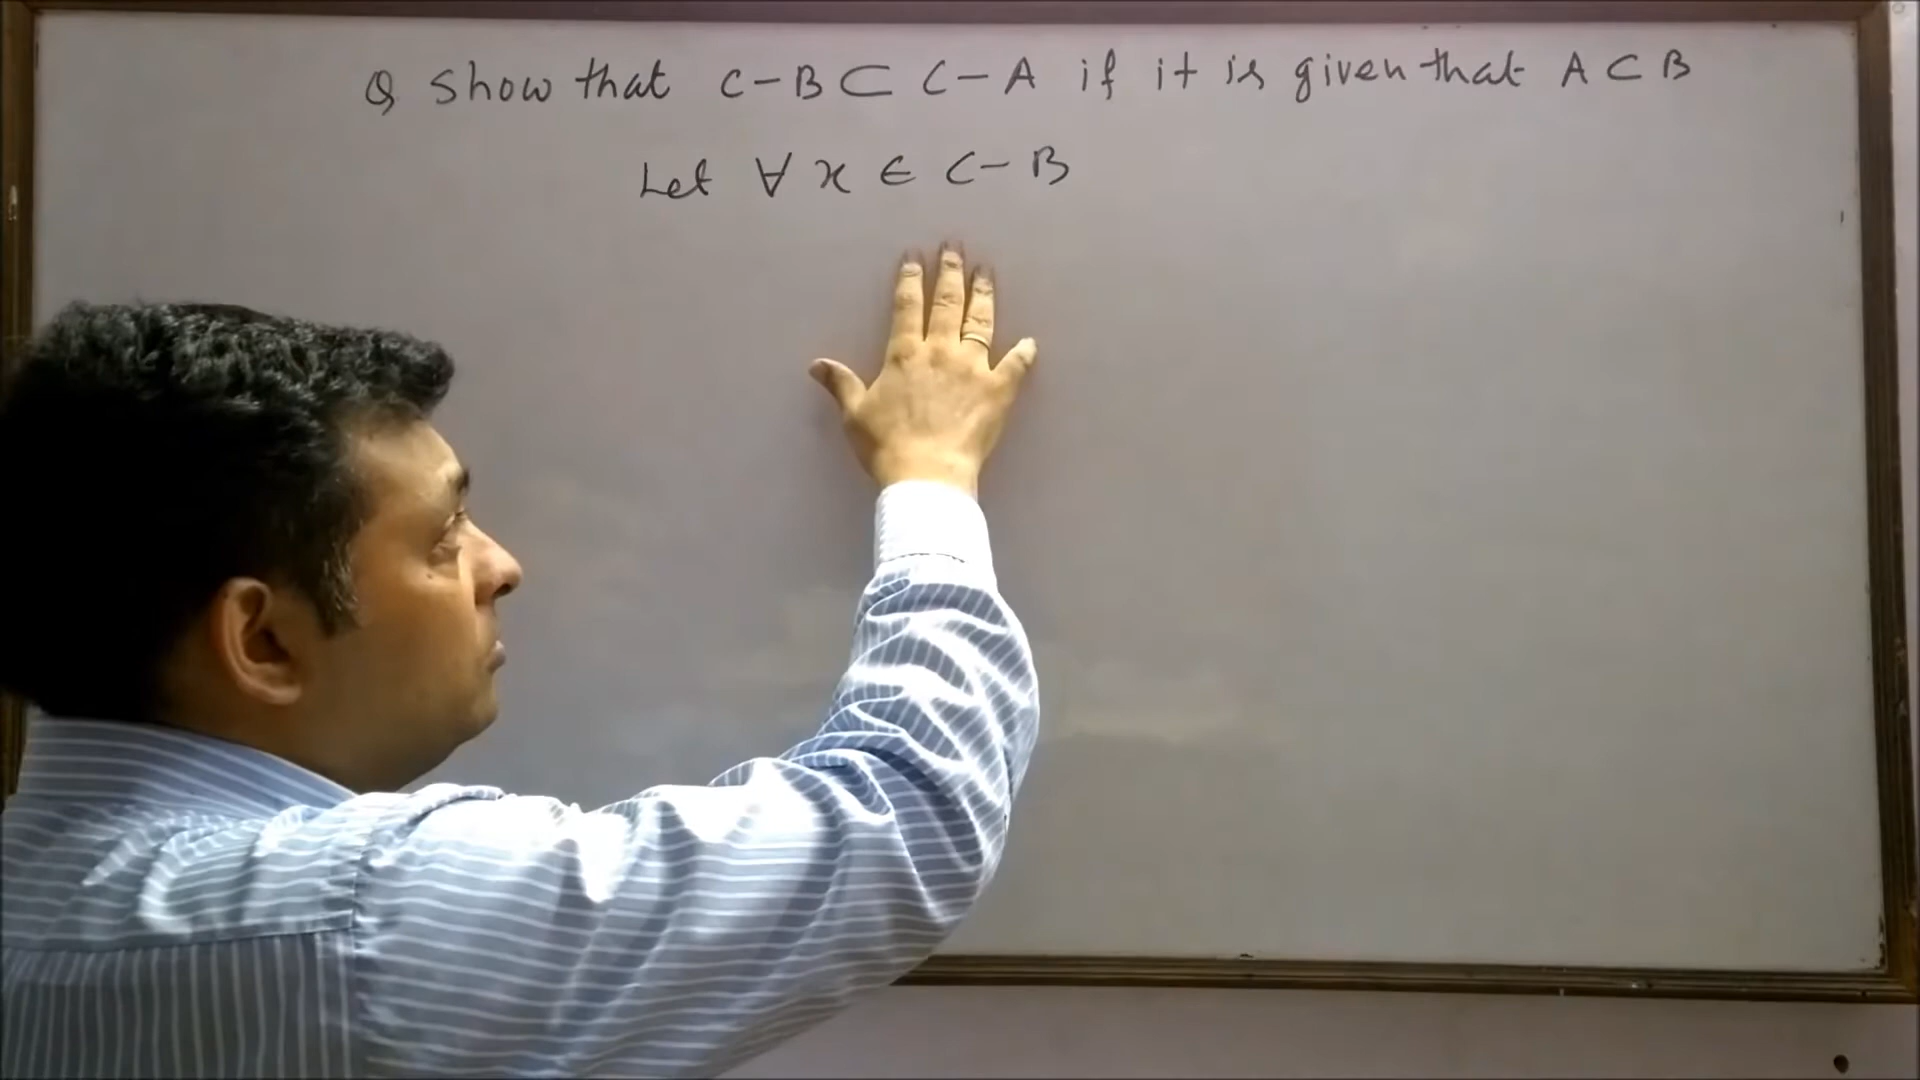 Q Show that C - B ⊂ C - A if it is given that A ⊂ B
Let ∀ x ∈ C - B